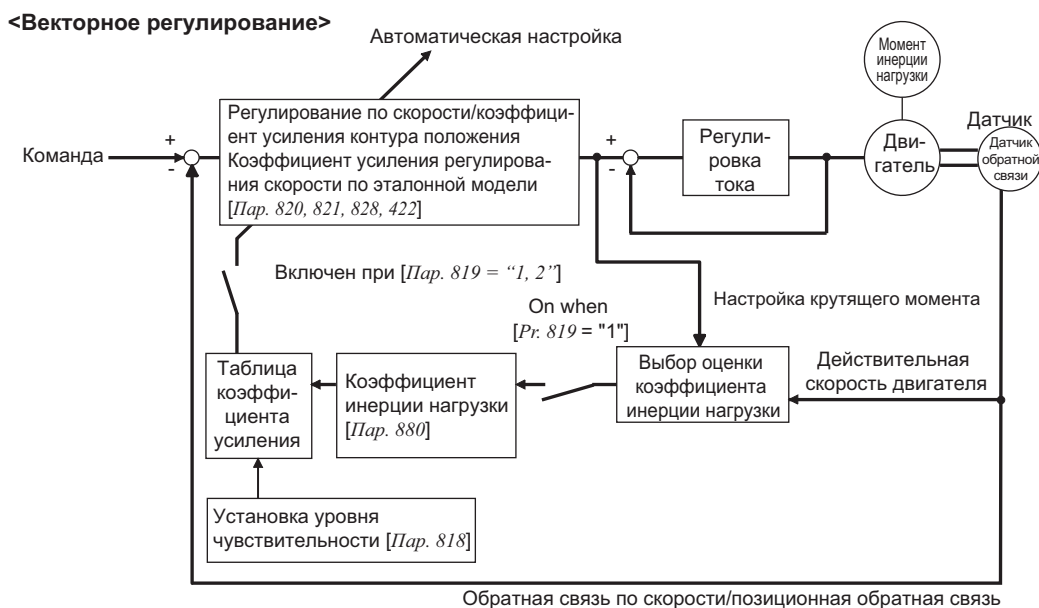 <Векторное регулирование>
Автоматическая настройка
Момент
инерции
нагрузки
Регулирование по скорости/коэффици-
ент усиления контура положения
Коэффициент усиления регулирова-
ния скорости по эталонной модели
[Пар. 820, 821, 828, 422]
Команда
+
-
+
-
Регули-
ровка
тока
Дви-
гатель
Датчик
Датчик
обратной
связи
Включен при [Пар. 819 = “1, 2”]
Настройка крутящего момента
On when
[Pr. 819 = "1"]
Таблица
коэффи-
циента
усиления
Коэффициент
инерции нагрузки
[Пар. 880]
Выбор оценки
коэффициента
инерции нагрузки
Действительная
скорость двигателя
Установка уровня
чувствительности [Пар. 818]
Обратная связь по скорости/позиционная обратная связь